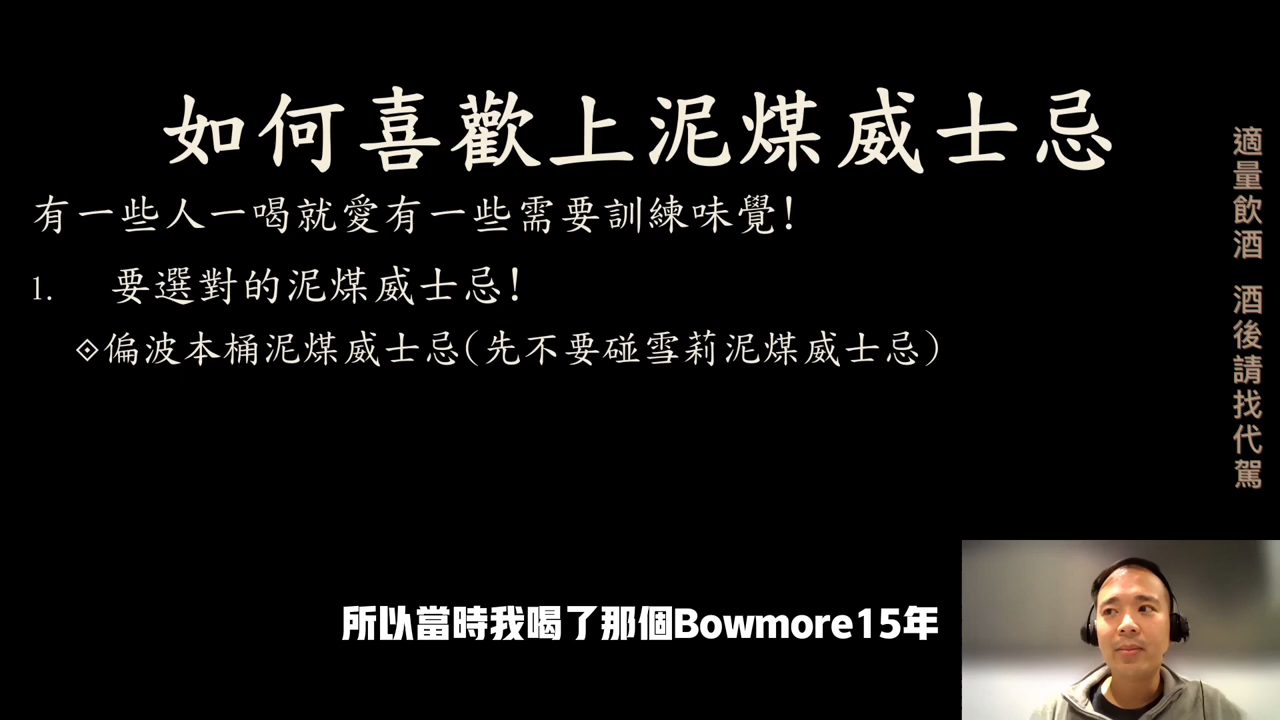 如何喜歡上泥煤威士忌
有一些人一喝就愛有一些需要訓練味覺!
1. 要選對的泥煤威士忌!
偏波本桶泥煤威士忌(先不要碰雪莉泥煤威士忌)
適量飲酒 酒後請找代駕
所以當時我喝了那個Bowmore15年